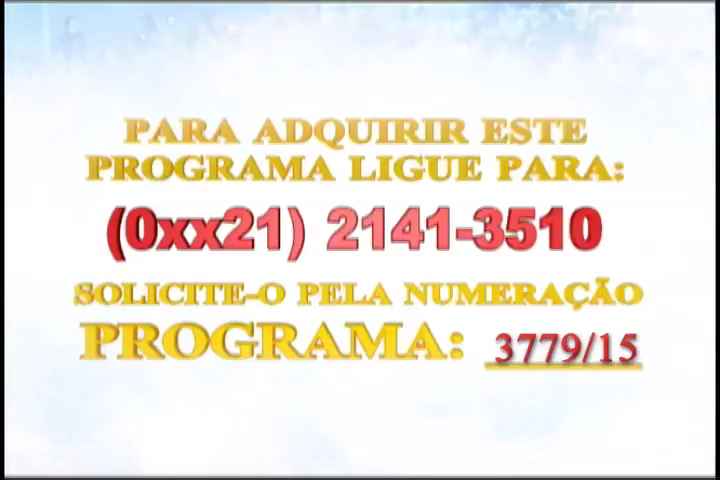 PARA ADQUIRIR ESTE
PROGRAMA LIGUE PARA:
(0xx21) 2141-3510
SOLICITE-O PELA NUMERAÇÃO
PROGRAMA: 3779/15